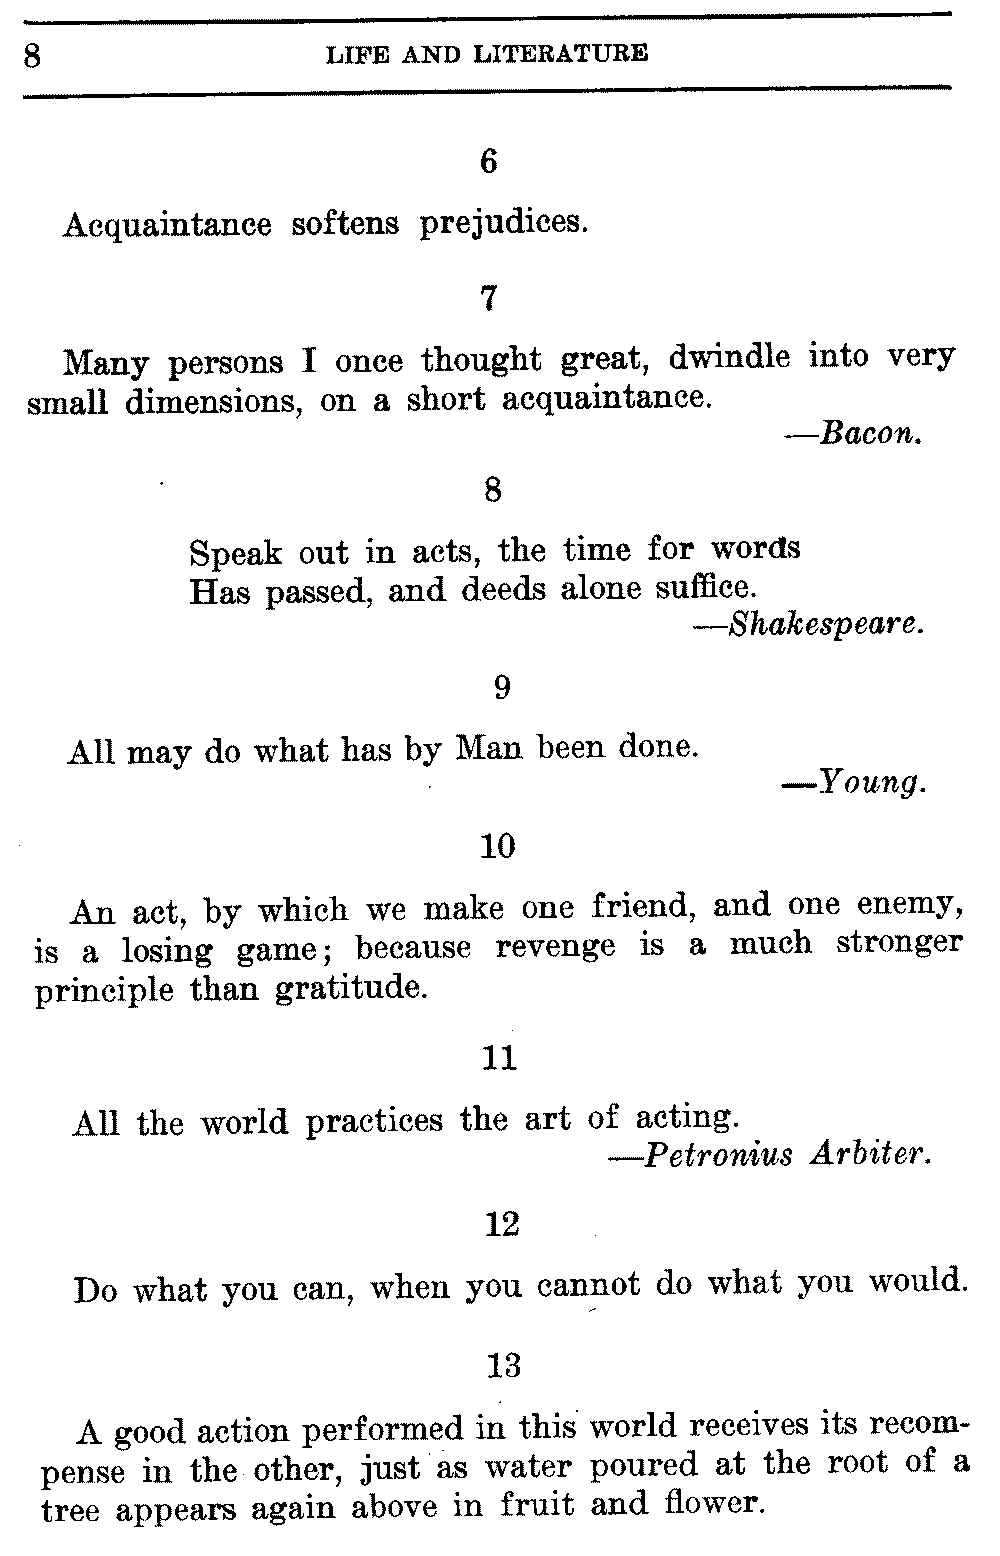 8 LIFE AND LITERATURE
6
Acquaintance softens prejudices.
7
Many persons I once thought great, dwindle into very
small dimensions, on a short acquaintance.
—Bacon.
8
Speak out in acts, the time for words
Has passed, and deeds alone suffice.
—Shakespeare.
9
All may do what has by Man been done.
—Young.
10
An act, by which we make one friend, and one enemy,
is a losing game; because revenge is a much stronger
principle than gratitude.
11
All the world practices the art of acting.
—Petronius Arbiter.
12
Do what you can, when you cannot do what you would.
13
A good action performed in this world receives its recom-
pense in the other, just as water poured at the root of a
tree appears again above in fruit and flower.